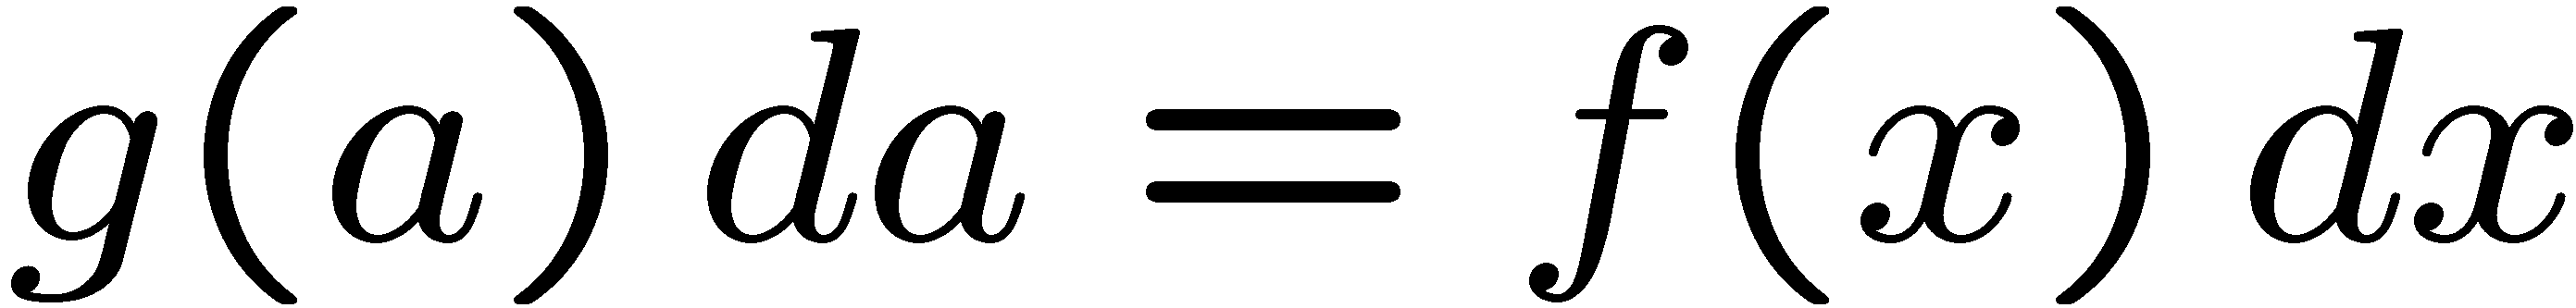 g(a) da = f(x) dx